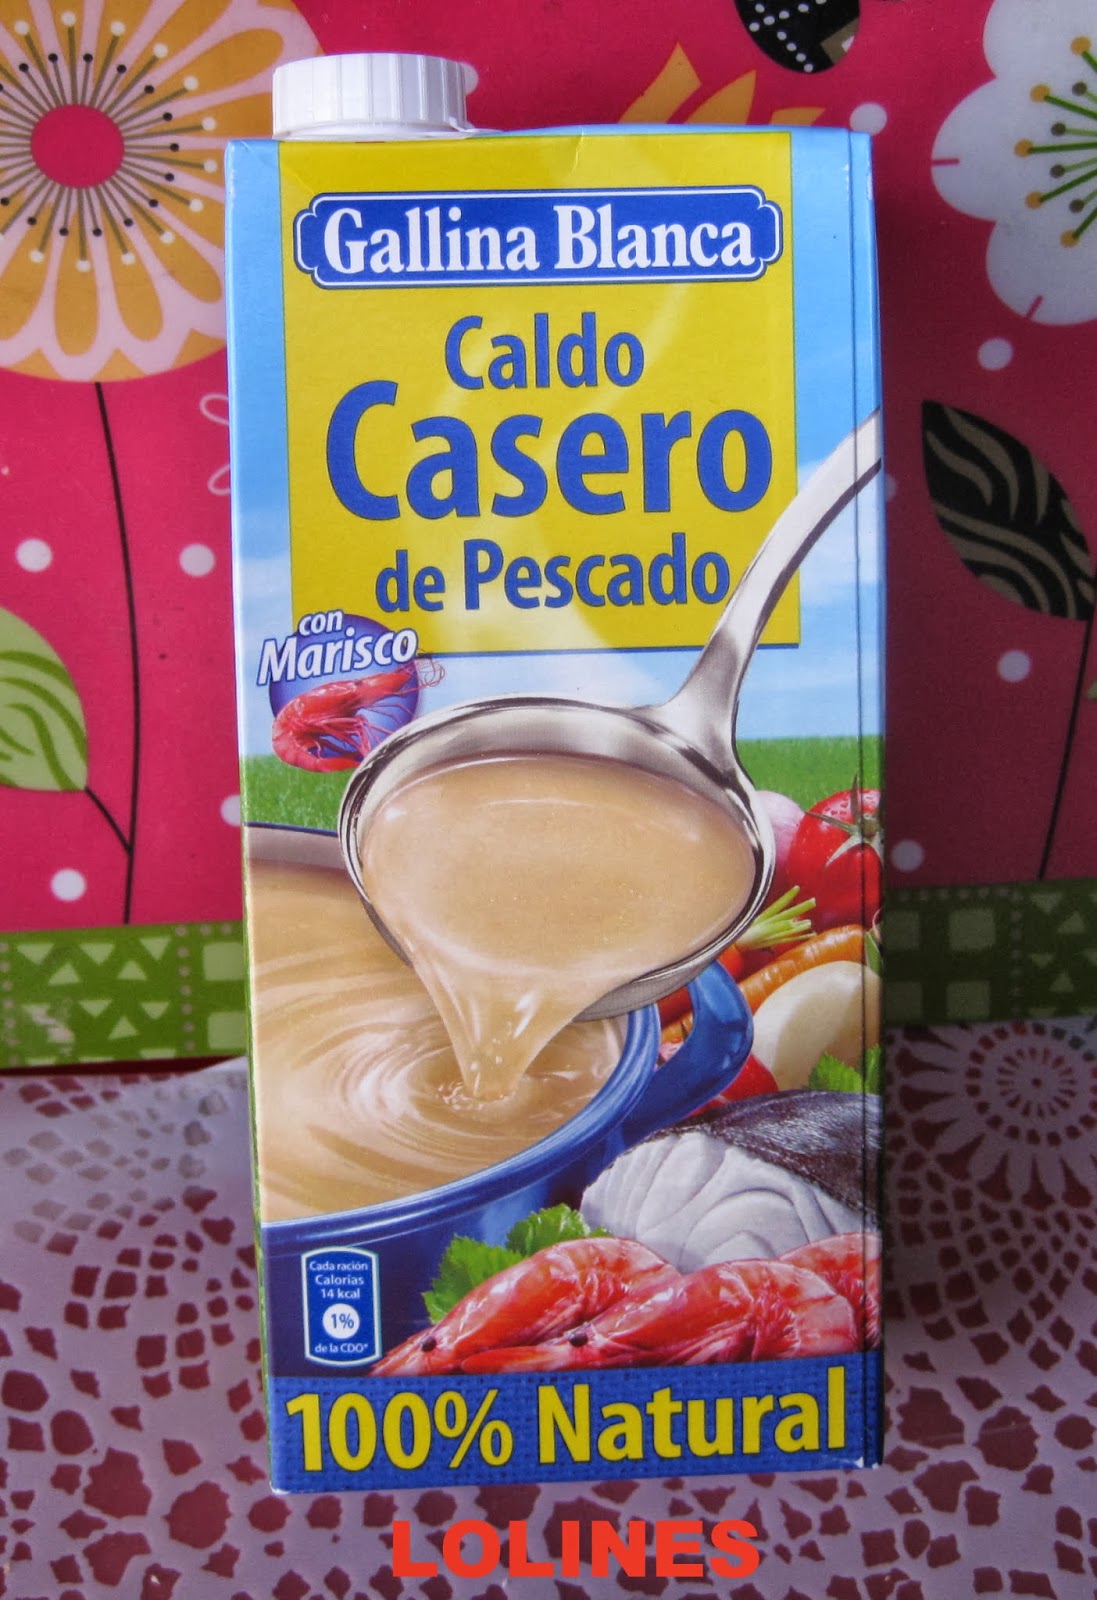 Gallina Blanca
Caldo
Casero
de Pescado
con
Marisco
Cada ración
Calorías
14 kcal
1%
de la CDO*
100% Natural
LOLINES